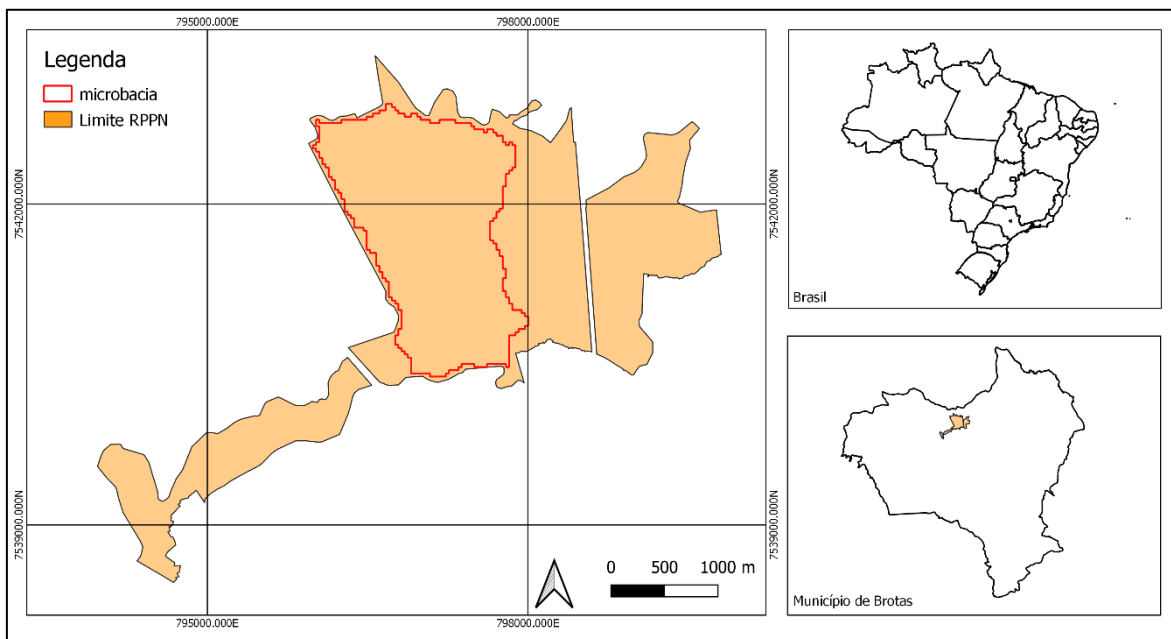 795000.000E
798000.000E
Legenda
microbacia
Limite RPPN
7542000.000N
7542000.000N
7539000.000N
7539000.000N
0 500 1000 m
795000.000E
798000.000E
Brasil
Município de Brotas